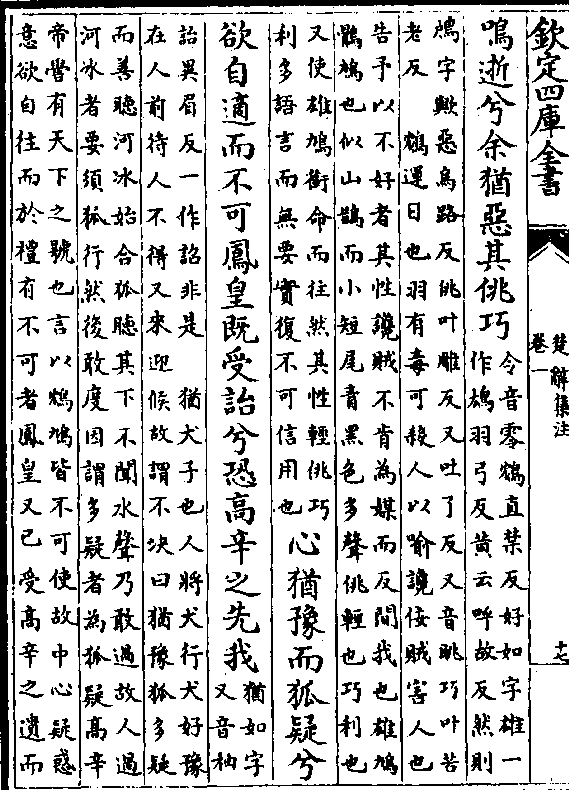 欽定四庫全書
楚辭集注
卷一
十七
鳴逝兮余猶惡其佻巧令音零鴆直禁反好如字雄一作鳩羽弓反黄云呼故反然則
鳩字歟惡烏路反佻叶雕反又吐了反又音眺巧叶苦
老反 鴆運日也羽有毒可殺人以喻讒佞賊害人也
告予以不好者其性讒賊不肯為媒而反間我也雄鳩
鶻鳩也似山鵲而小短尾青黑色多聲佻輕也巧利也
又使雄鳩銜命而往然其性輕佻巧利多語言而無要實復不可信用也心猶豫而狐疑兮
欲自適而不可鳳皇既受詒兮恐高辛之先我猶如字又音柚
詒異眉反一作詔非是 猶犬子也人將犬行犬好豫
在人前待人不得又來迎候故謂不决曰猶豫狐多疑
而善聽河冰始合狐聽其下不聞水聲乃敢過故人過
河冰者要須狐行然後敢度因謂多疑者為狐疑高辛
帝嚳有天下之號也言以鴆鳩皆不可使故中心疑惑
意欲自往而於禮有不可者鳳皇又已受高辛之遺而